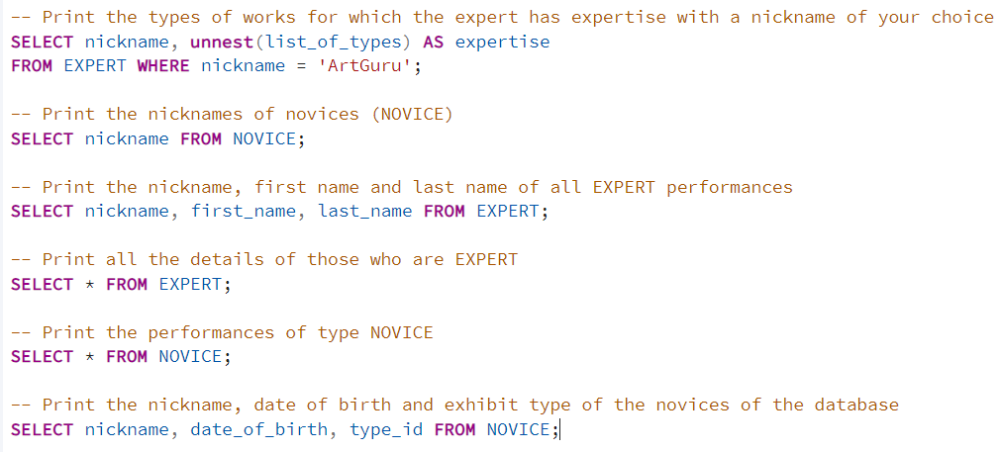 -- Print the types of works for which the expert has expertise with a nickname of your choice
SELECT nickname, unnest(list_of_types) AS expertise
FROM EXPERT WHERE nickname = 'ArtGuru';
-- Print the nicknames of novices (NOVICE)
SELECT nickname FROM NOVICE;
-- Print the nickname, first name and last name of all EXPERT performances
SELECT nickname, first_name, last_name FROM EXPERT;
-- Print all the details of those who are EXPERT
SELECT * FROM EXPERT;
-- Print the performances of type NOVICE
SELECT * FROM NOVICE;
-- Print the nickname, date of birth and exhibit type of the novices of the database
SELECT nickname, date_of_birth, type_id FROM NOVICE;